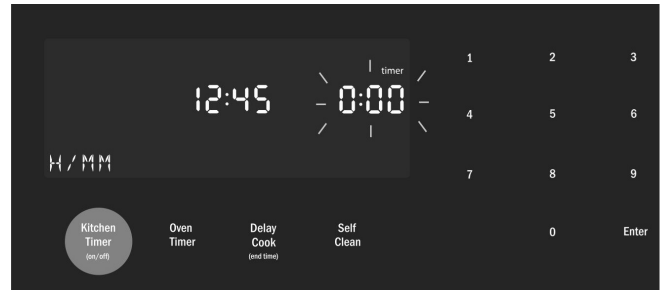 timer
12:45
0:00
H/MM
1 2 3
4 5 6
7 8 9
0 Enter
Kitchen
Timer
(on/off)
Oven
Timer
Delay
Cook
(end time)
Self
Clean